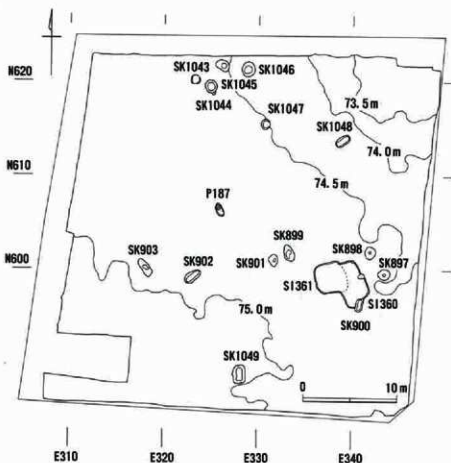 N620
SK1043
SK1046
SK1045
SK1044
SK1047
SK1048
73.5m
74.0m
N610
74.5m
P187
SK899
SK903
SK902
SK901
SK898
SK897
N600
SI361
SI360
SK900
75.0m
SK1049
0 10m
E310 E320 E330 E340